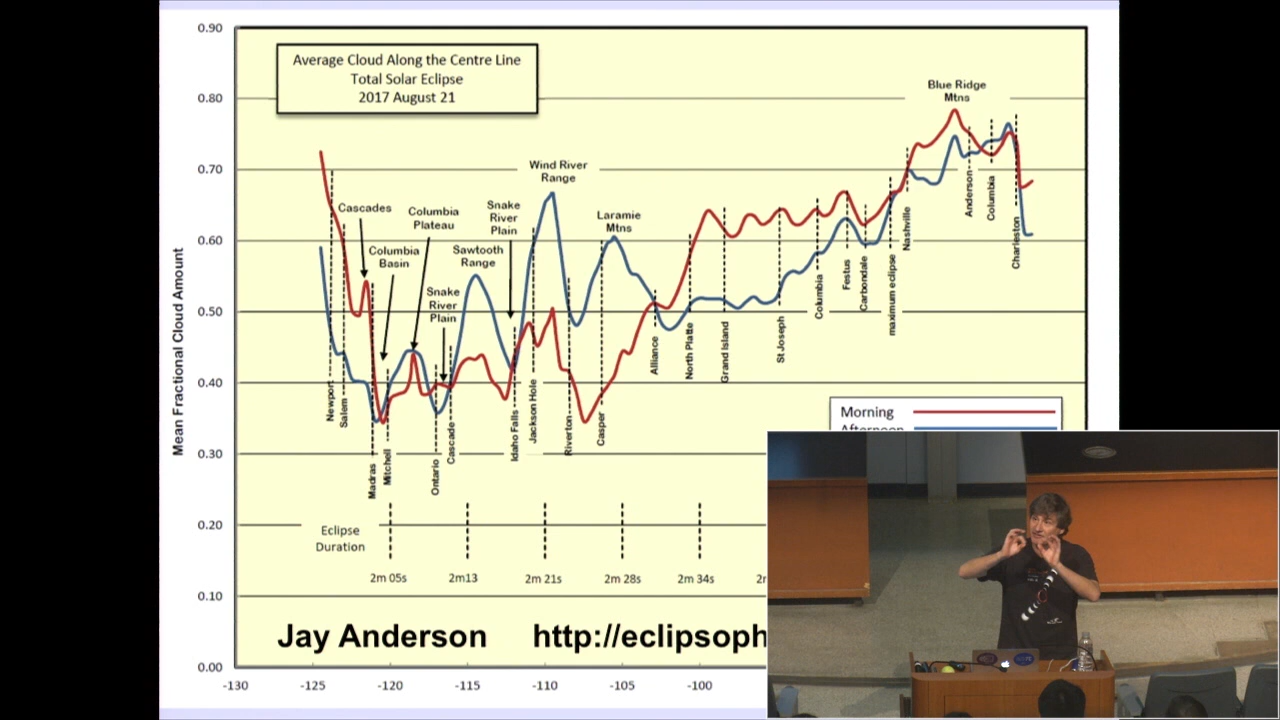 Average Cloud Along the Centre Line
Total Solar Eclipse
2017 August 21
Mean Fractional Cloud Amount
0.90
0.80
0.70
0.60
0.50
0.40
0.30
0.20
0.10
0.00
Cascades
Columbia
Basin
Columbia
Plateau
Snake
River
Plain
Sawtooth
Range
Snake
River
Plain
Wind River
Range
Laramie
Mtns
Blue Ridge
Mtns
Newport
Salem
Madras
Mitchell
Ontario
Cascade
Idaho Falls
Jackson Hole
Riverton
Casper
Alliance
North Platte
Grand Island
St Joseph
Columbia
Festus
Carbondale
maximum eclipse
Nashville
Anderson
Columbia
Charleston
Morning
Afternoon
Eclipse
Duration
2m 05s
2m13
2m 21s
2m 28s
2m 34s
Jay Anderson http://eclipsoph
-130
-125
-120
-115
-110
-105
-100